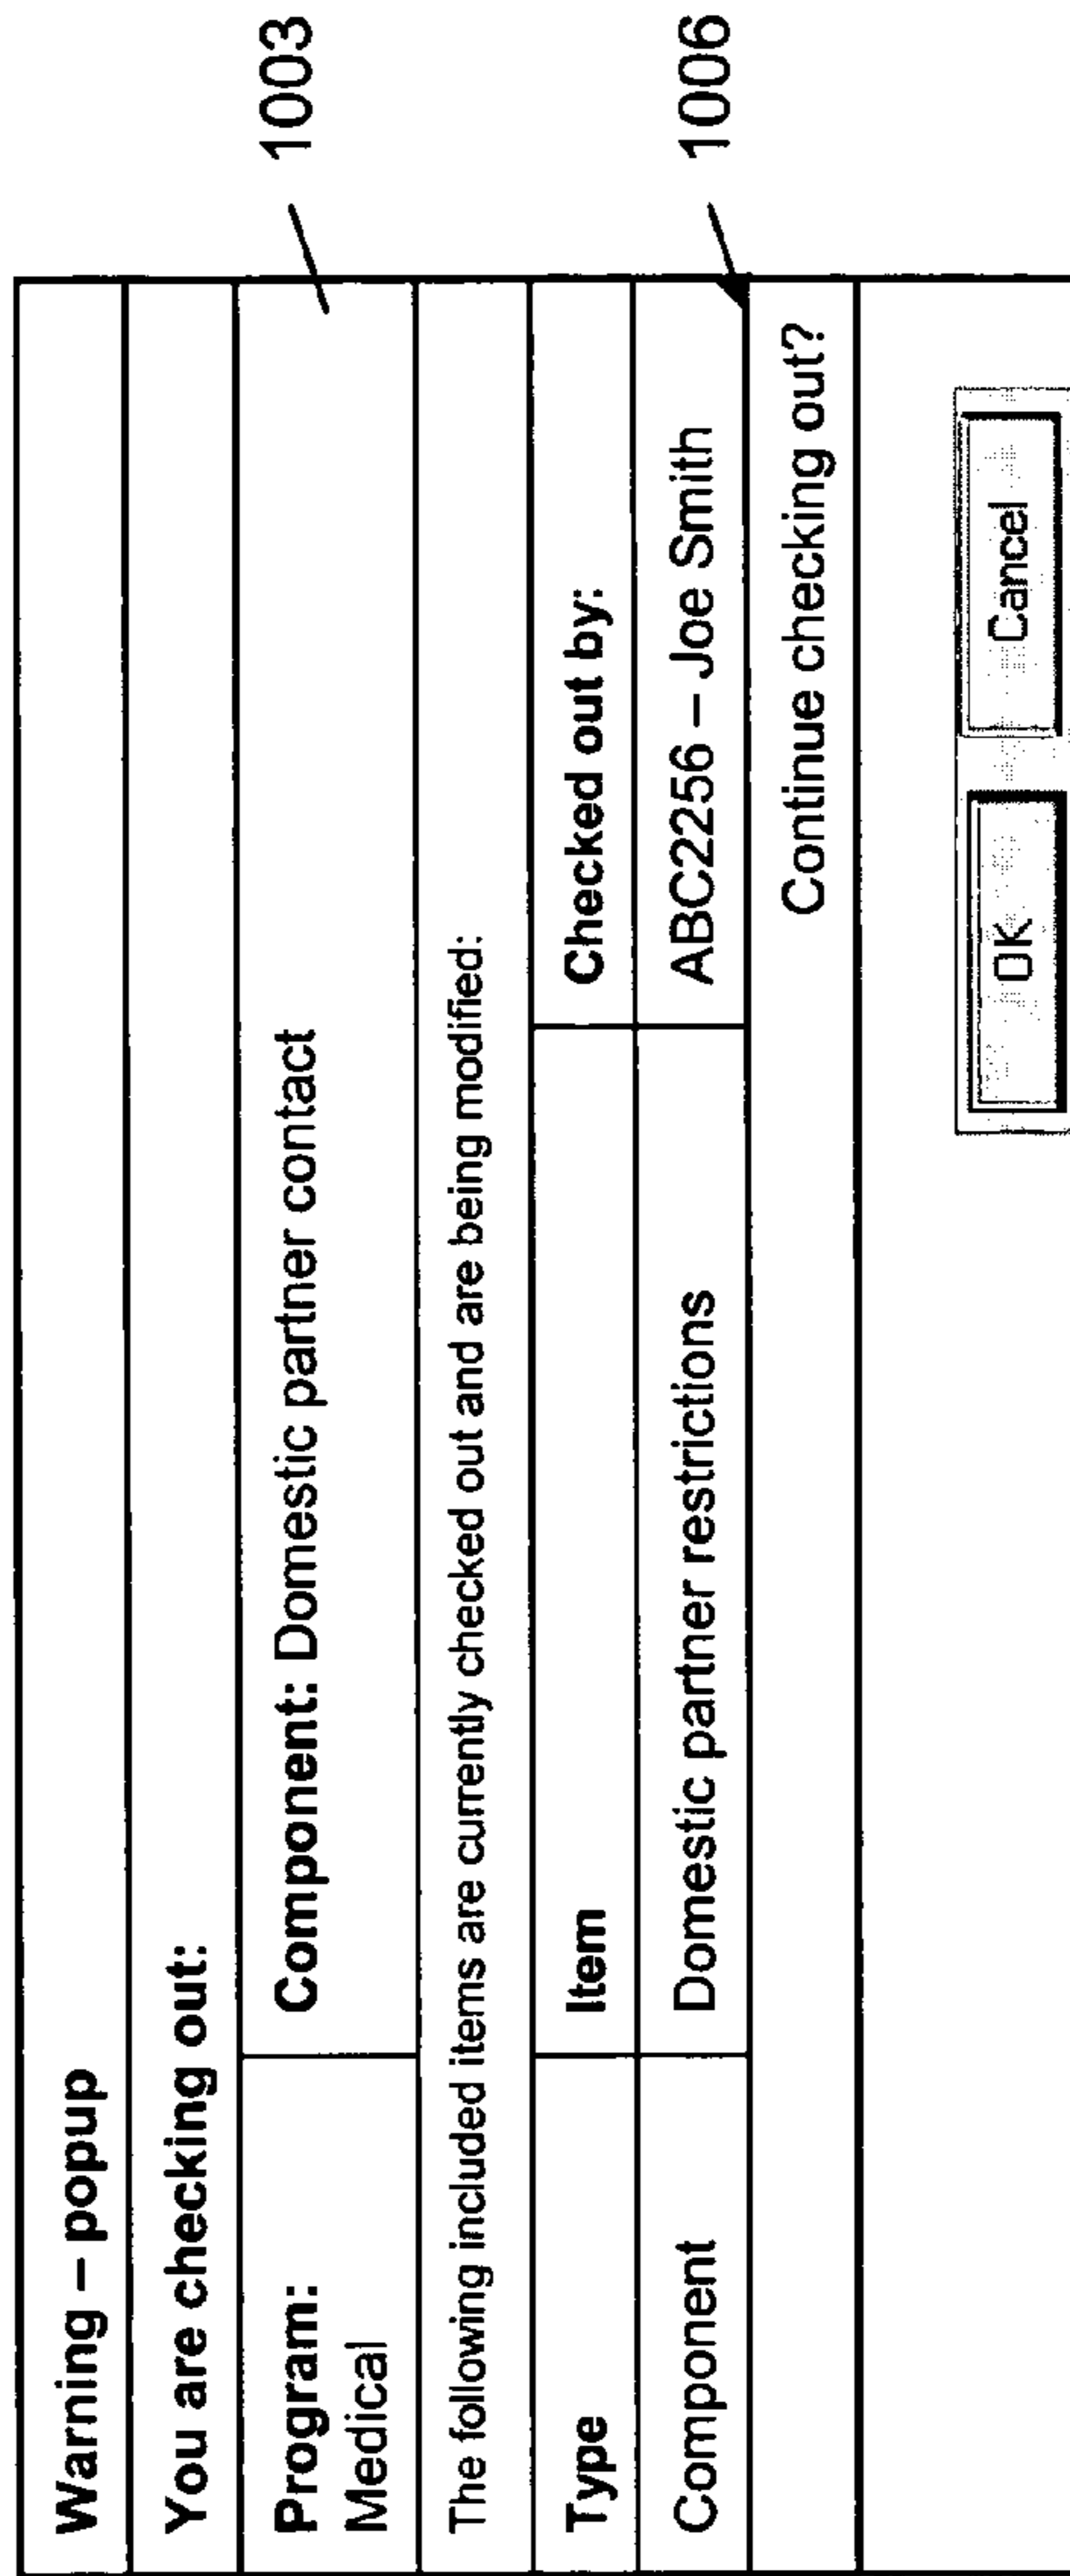 Warning – popup
You are checking out:
Program:
Medical
Component: Domestic partner contact
1003
The following included items are currently checked out and are being modified:
Type Item Checked out by:
Component Domestic partner restrictions ABC2256 – Joe Smith
1006
Continue checking out?
OK Cancel